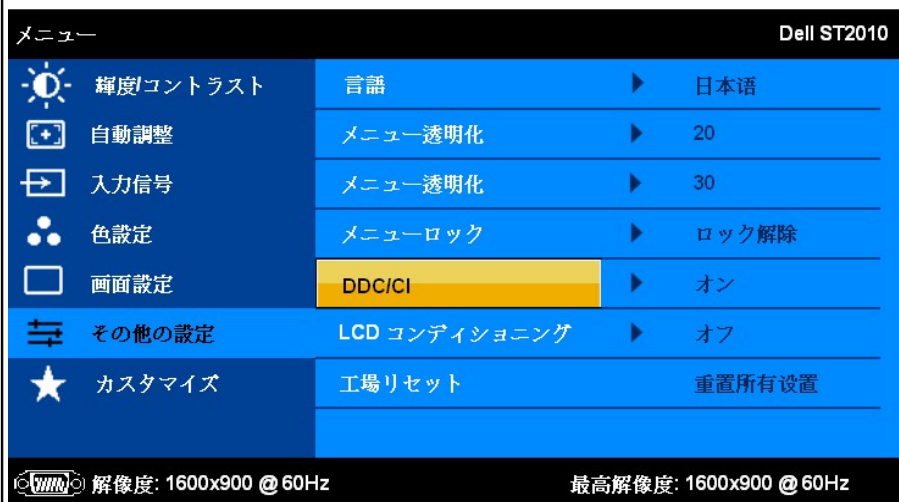 メニュー Dell ST2010
輝度/コントラスト 言語 日本语
自動調整 メニュー透明化 20
入力信号 メニュー透明化 30
色設定 メニューロック ロック解除
画面設定 DDC/CI オン
その他の設定 LCD コンディショニング オフ
カスタマイズ 工場リセット 重置所有设置
解像度: 1600x900 @ 60Hz 最高解像度: 1600x900 @ 60Hz